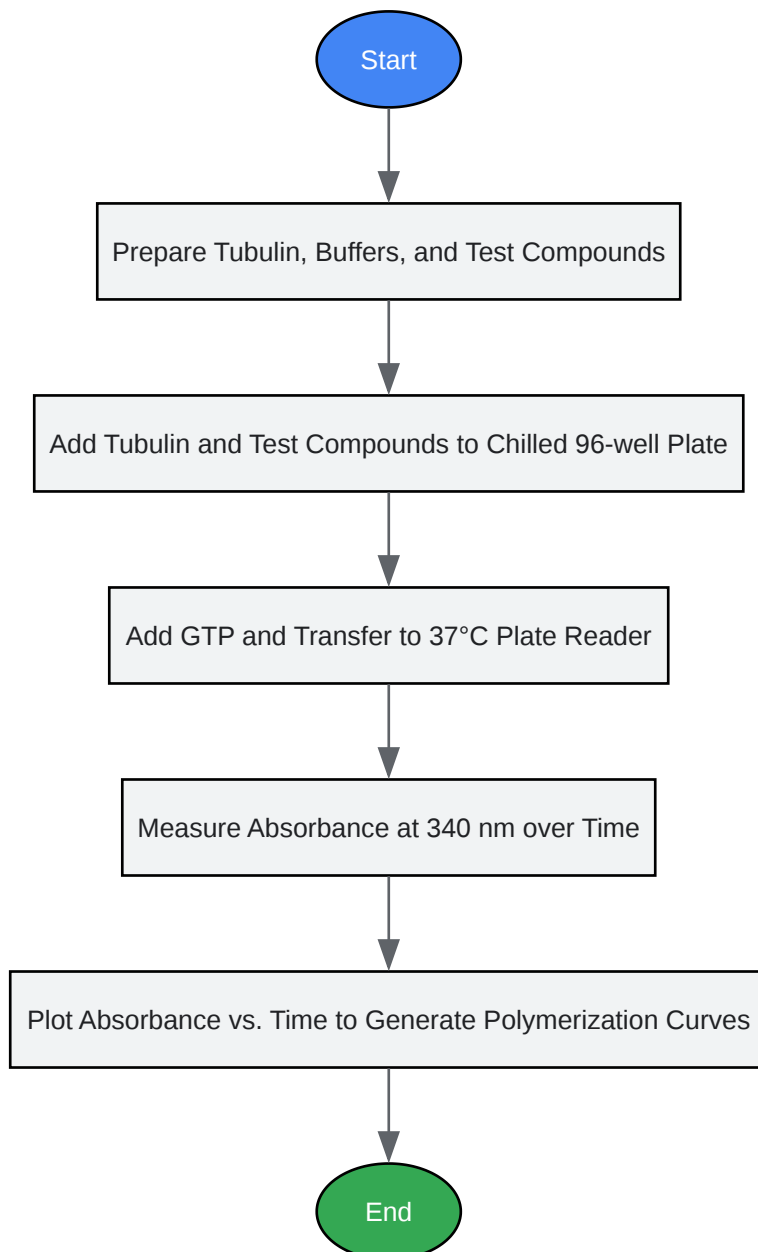 Start
Prepare Tubulin, Buffers, and Test Compounds
Add Tubulin and Test Compounds to Chilled 96-well Plate
Add GTP and Transfer to 37°C Plate Reader
Measure Absorbance at 340 nm over Time
Plot Absorbance vs. Time to Generate Polymerization Curves
End